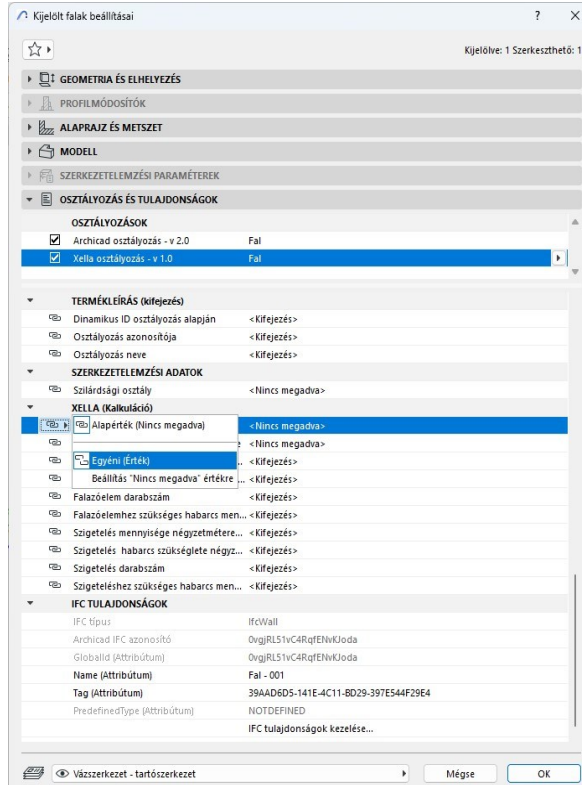 Kijelölt falak beállításai ? ×
Kijelölve: 1 Szerkeszthető: 1
GEOMETRIA ÉS ELHELYEZÉS
PROFILMÓDOSÍTÓK
ALAPRAJZ ÉS METSZET
MODELL
SZERKEZETELEMZÉSI PARAMÉTEREK
OSZTÁLYOZÁS ÉS TULAJDONSÁGOK
OSZTÁLYOZÁSOK
Archicad osztályozás - v 2.0 Fal
Xella osztályozás - v 1.0 Fal
TERMÉKLEÍRÁS (kifejezés)
Dinamikus ID osztályozás alapján <Kifejezés>
Osztályozás azonosítója <Kifejezés>
Osztályozás neve <Kifejezés>
SZERKEZETELEMZÉSI ADATOK
Szilárdsági osztály <Nincs megadva>
XELLA (Kalkuláció)
Alapérték (Nincs megadva) <Nincs megadva>
<Nincs megadva>
Egyéni (Érték) ... <Kifejezés>
Beállítás "Nincs megadva" értékre ... <Kifejezés>
Falazóelem darabszám <Kifejezés>
Falazóelemhez szükséges habarcs men... <Kifejezés>
Szigetelés mennyisége négyzetmétere... <Kifejezés>
Szigetelés habarcs szükséglete négyz... <Kifejezés>
Szigetelés darabszám <Kifejezés>
Szigeteléshez szükséges habarcs men... <Kifejezés>
IFC TULAJDONSÁGOK
IFC típus IfcWall
Archicad IFC azonosító 0vgjRL51vC4RqfENvKJoda
GlobalId (Attribútum) 0vgjRL51vC4RqfENvKJoda
Name (Attribútum) Fal - 001
Tag (Attribútum) 39AAD6D5-141E-4C11-BD29-397E544F29E4
PredefinedType (Attribútum) NOTDEFINED
IFC tulajdonságok kezelése...
Vázszerkezet - tartószerkezet Mégse OK